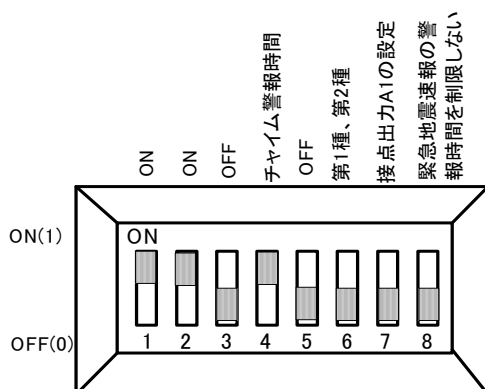 ON
ON
OFF
チャイム警報時間
OFF
第1種、第2種
接点出力A1の設定
緊急地震速報の警
報時間を制限しない
ON(1)
ON
OFF(0)
1 2 3 4 5 6 7 8